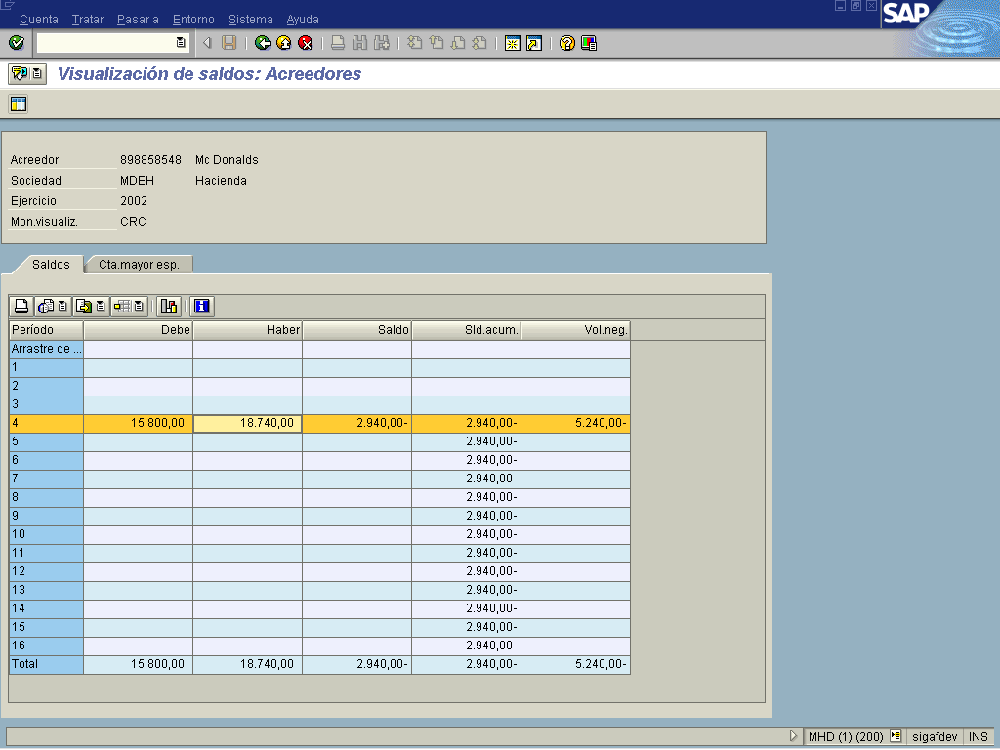 Cuenta Tratar Pasar a Entorno Sistema Ayuda
SAP
Visualización de saldos: Acreedores
Acreedor 898858548 Mc Donalds
Sociedad MDEH Hacienda
Ejercicio 2002
Mon.visualiz. CRC
Saldos Cta.mayor esp.
Período Debe Haber Saldo Sld.acum. Vol.neg.
Arrastre de ...
1
2
3
4 15.800,00 18.740,00 2.940,00- 2.940,00- 5.240,00-
5 2.940,00-
6 2.940,00-
7 2.940,00-
8 2.940,00-
9 2.940,00-
10 2.940,00-
11 2.940,00-
12 2.940,00-
13 2.940,00-
14 2.940,00-
15 2.940,00-
16 2.940,00-
Total 15.800,00 18.740,00 2.940,00- 2.940,00- 5.240,00-
MHD (1) (200) sigafdev INS